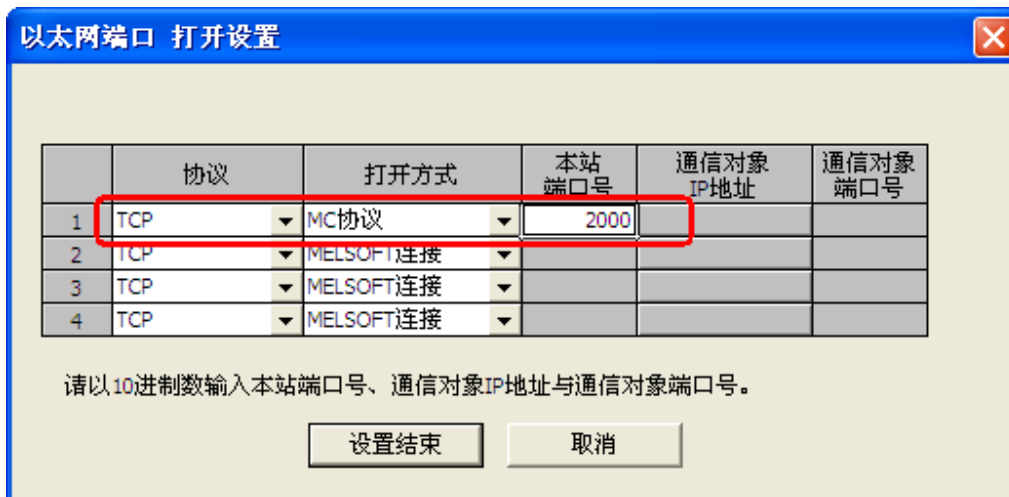 以太网端口 打开设置
协议 打开方式 本站端口号 通信对象IP地址 通信对象端口号
1 TCP MC协议 2000
2 TCP MELSOFT连接
3 TCP MELSOFT连接
4 TCP MELSOFT连接
请以10进制数输入本站端口号、通信对象IP地址与通信对象端口号。
设置结束 取消